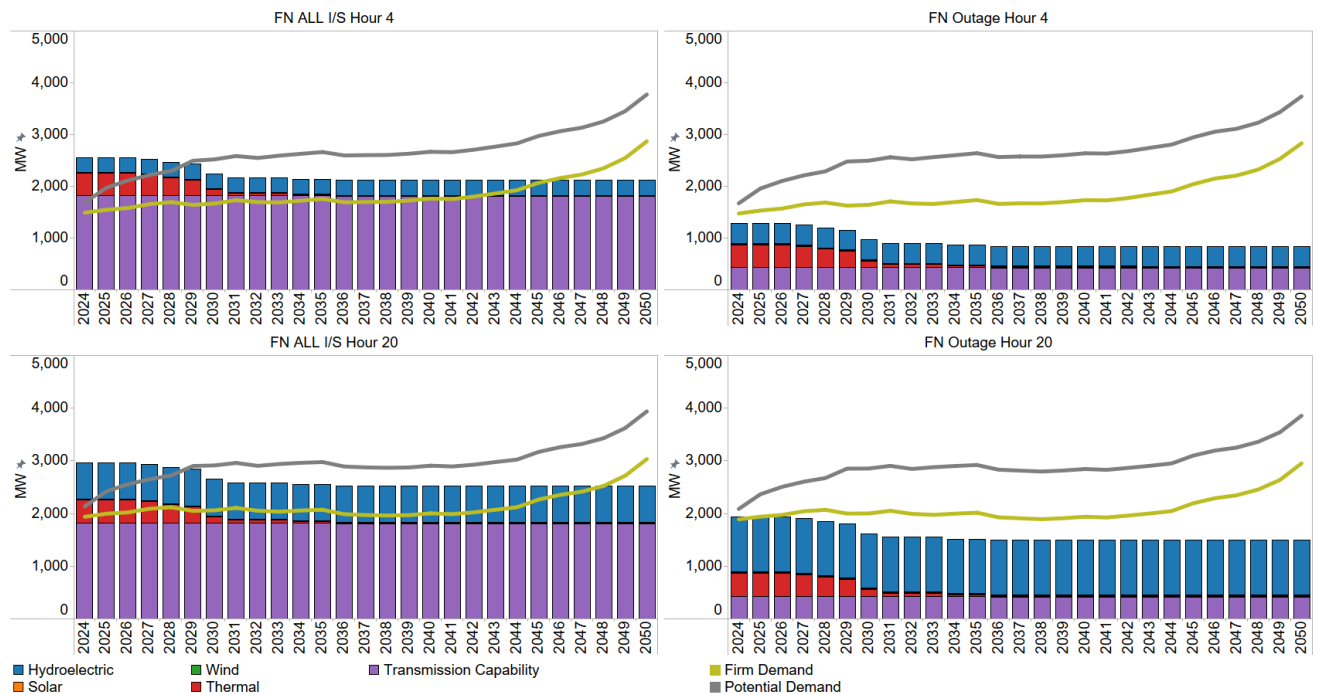 FN ALL I/S Hour 4
5,000
4,000
3,000
2,000
1,000
0
MW
2024 2025 2026 2027 2028 2029 2030 2031 2032 2033 2034 2035 2036 2037 2038 2039 2040 2041 2042 2043 2044 2045 2046 2047 2048 2049 2050
FN Outage Hour 4
5,000
4,000
3,000
2,000
1,000
0
MW
2024 2025 2026 2027 2028 2029 2030 2031 2032 2033 2034 2035 2036 2037 2038 2039 2040 2041 2042 2043 2044 2045 2046 2047 2048 2049 2050
FN ALL I/S Hour 20
5,000
4,000
3,000
2,000
1,000
0
MW
2024 2025 2026 2027 2028 2029 2030 2031 2032 2033 2034 2035 2036 2037 2038 2039 2040 2041 2042 2043 2044 2045 2046 2047 2048 2049 2050
FN Outage Hour 20
5,000
4,000
3,000
2,000
1,000
0
MW
2024 2025 2026 2027 2028 2029 2030 2031 2032 2033 2034 2035 2036 2037 2038 2039 2040 2041 2042 2043 2044 2045 2046 2047 2048 2049 2050
Hydroelectric Wind Transmission Capability Firm Demand
Solar Thermal Potential Demand